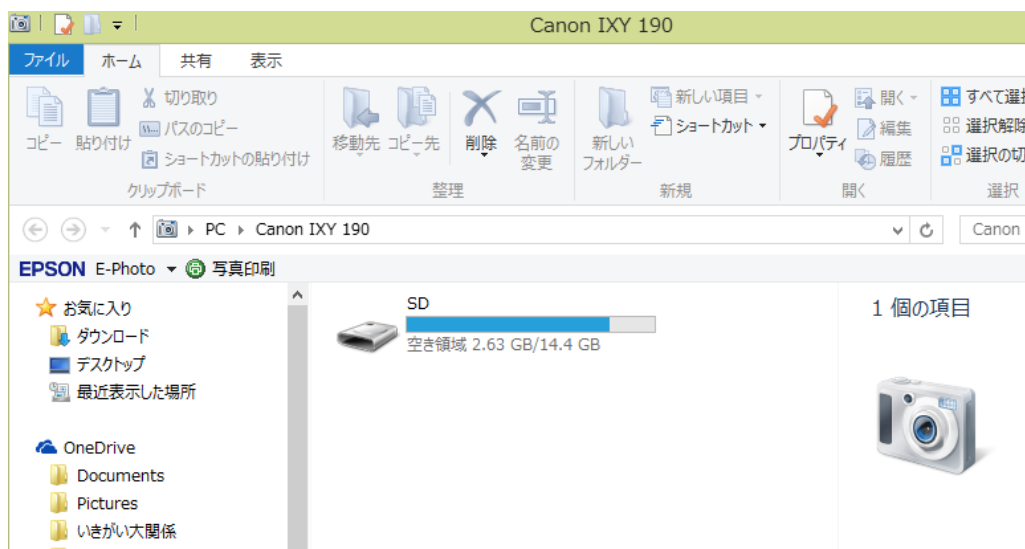 Canon IXY 190
ファイル ホーム 共有 表示
コピー
貼り付け
切り取り
パスのコピー
ショートカットの貼り付け
クリップボード
移動先
コピー先
削除
名前の
変更
整理
新しい
フォルダー
新しい項目
ショートカット
新規
プロパティ
開く
編集
履歴
開く
すべて選択
選択解除
選択の切
選択
PC Canon IXY 190
Canon
EPSON E-Photo 写真印刷
お気に入り
ダウンロード
デスクトップ
最近表示した場所
OneDrive
Documents
Pictures
いきがい大関係
SD
空き領域 2.63 GB/14.4 GB
1 個の項目